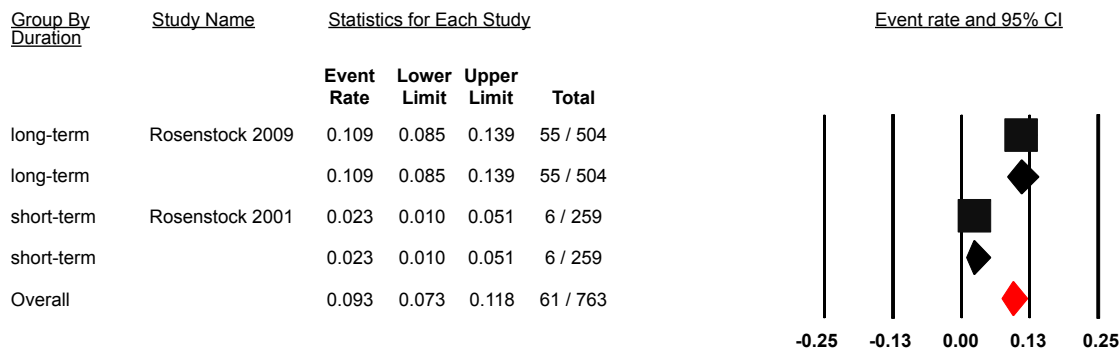 Group By Duration Study Name Statistics for Each Study Event rate and 95% CI
Event Rate Lower Limit Upper Limit Total
long-term Rosenstock 2009 0.109 0.085 0.139 55 / 504
long-term 0.109 0.085 0.139 55 / 504
short-term Rosenstock 2001 0.023 0.010 0.051 6 / 259
short-term 0.023 0.010 0.051 6 / 259
Overall 0.093 0.073 0.118 61 / 763
-0.25 -0.13 0.00 0.13 0.25